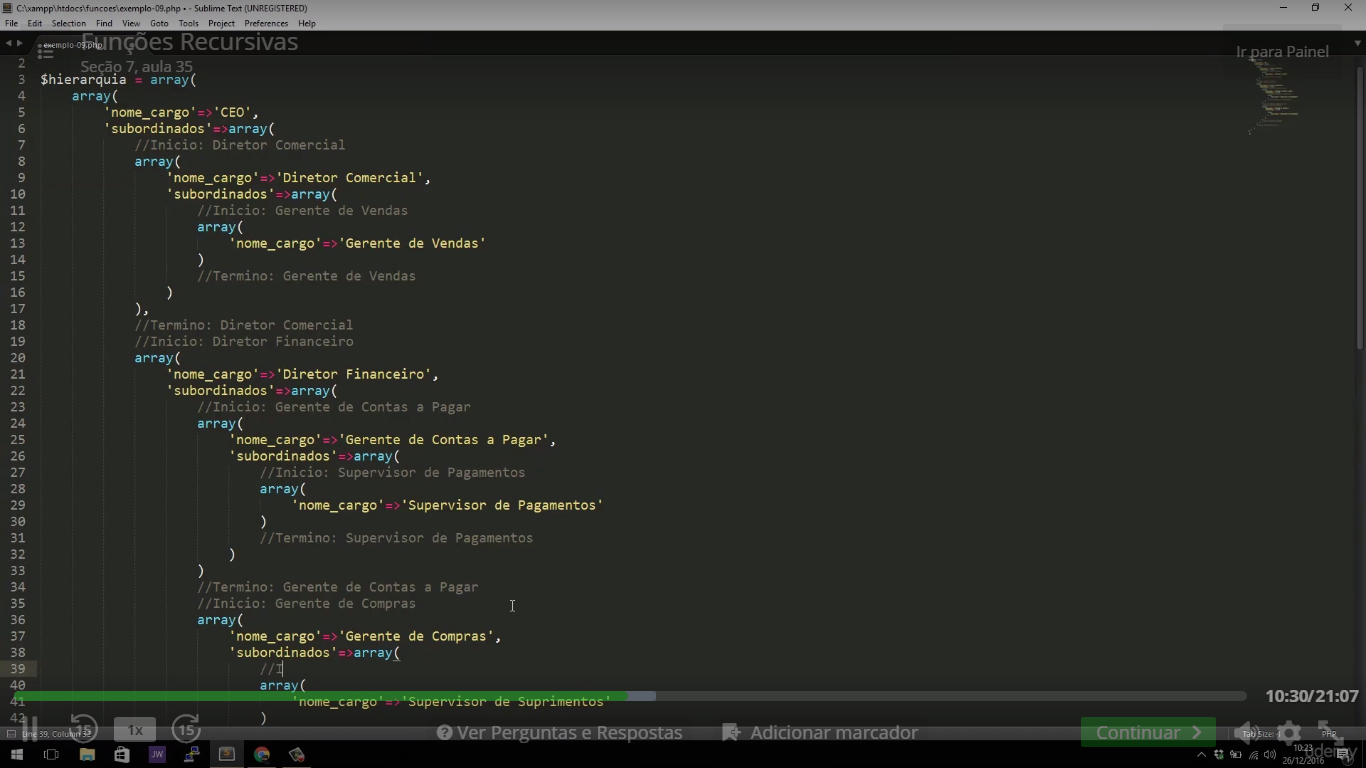 C:\xampp\htdocs\funcoes\exemplo-09.php • - Sublime Text (UNREGISTERED)
File Edit Selection Find View Goto Tools Project Preferences Help
exemplo-09.php
Funções Recursivas
Seção 7, aula 35
Ir para Painel
2
3 $hierarquia = array(
4 array(
5 'nome_cargo'=>'CEO',
6 'subordinados'=>array(
7 //Inicio: Diretor Comercial
8 array(
9 'nome_cargo'=>'Diretor Comercial',
10 'subordinados'=>array(
11 //Inicio: Gerente de Vendas
12 array(
13 'nome_cargo'=>'Gerente de Vendas'
14 )
15 //Termino: Gerente de Vendas
16 )
17 ),
18 //Termino: Diretor Comercial
19 //Inicio: Diretor Financeiro
20 array(
21 'nome_cargo'=>'Diretor Financeiro',
22 'subordinados'=>array(
23 //Inicio: Gerente de Contas a Pagar
24 array(
25 'nome_cargo'=>'Gerente de Contas a Pagar',
26 'subordinados'=>array(
27 //Inicio: Supervisor de Pagamentos
28 array(
29 'nome_cargo'=>'Supervisor de Pagamentos'
30 )
31 //Termino: Supervisor de Pagamentos
32 )
33 )
34 //Termino: Gerente de Contas a Pagar
35 //Inicio: Gerente de Compras
36 array(
37 'nome_cargo'=>'Gerente de Compras',
38 'subordinados'=>array(
39 //I
40 array(
41 'nome_cargo'=>'Supervisor de Suprimentos'
42 )
10:30/21:07
15 1x 15
Ver Perguntas e Respostas
Adicionar marcador
Continuar
Line 39, Column
Tab Size: 4
PHP
JW
10:23
26/12/2016
udemy